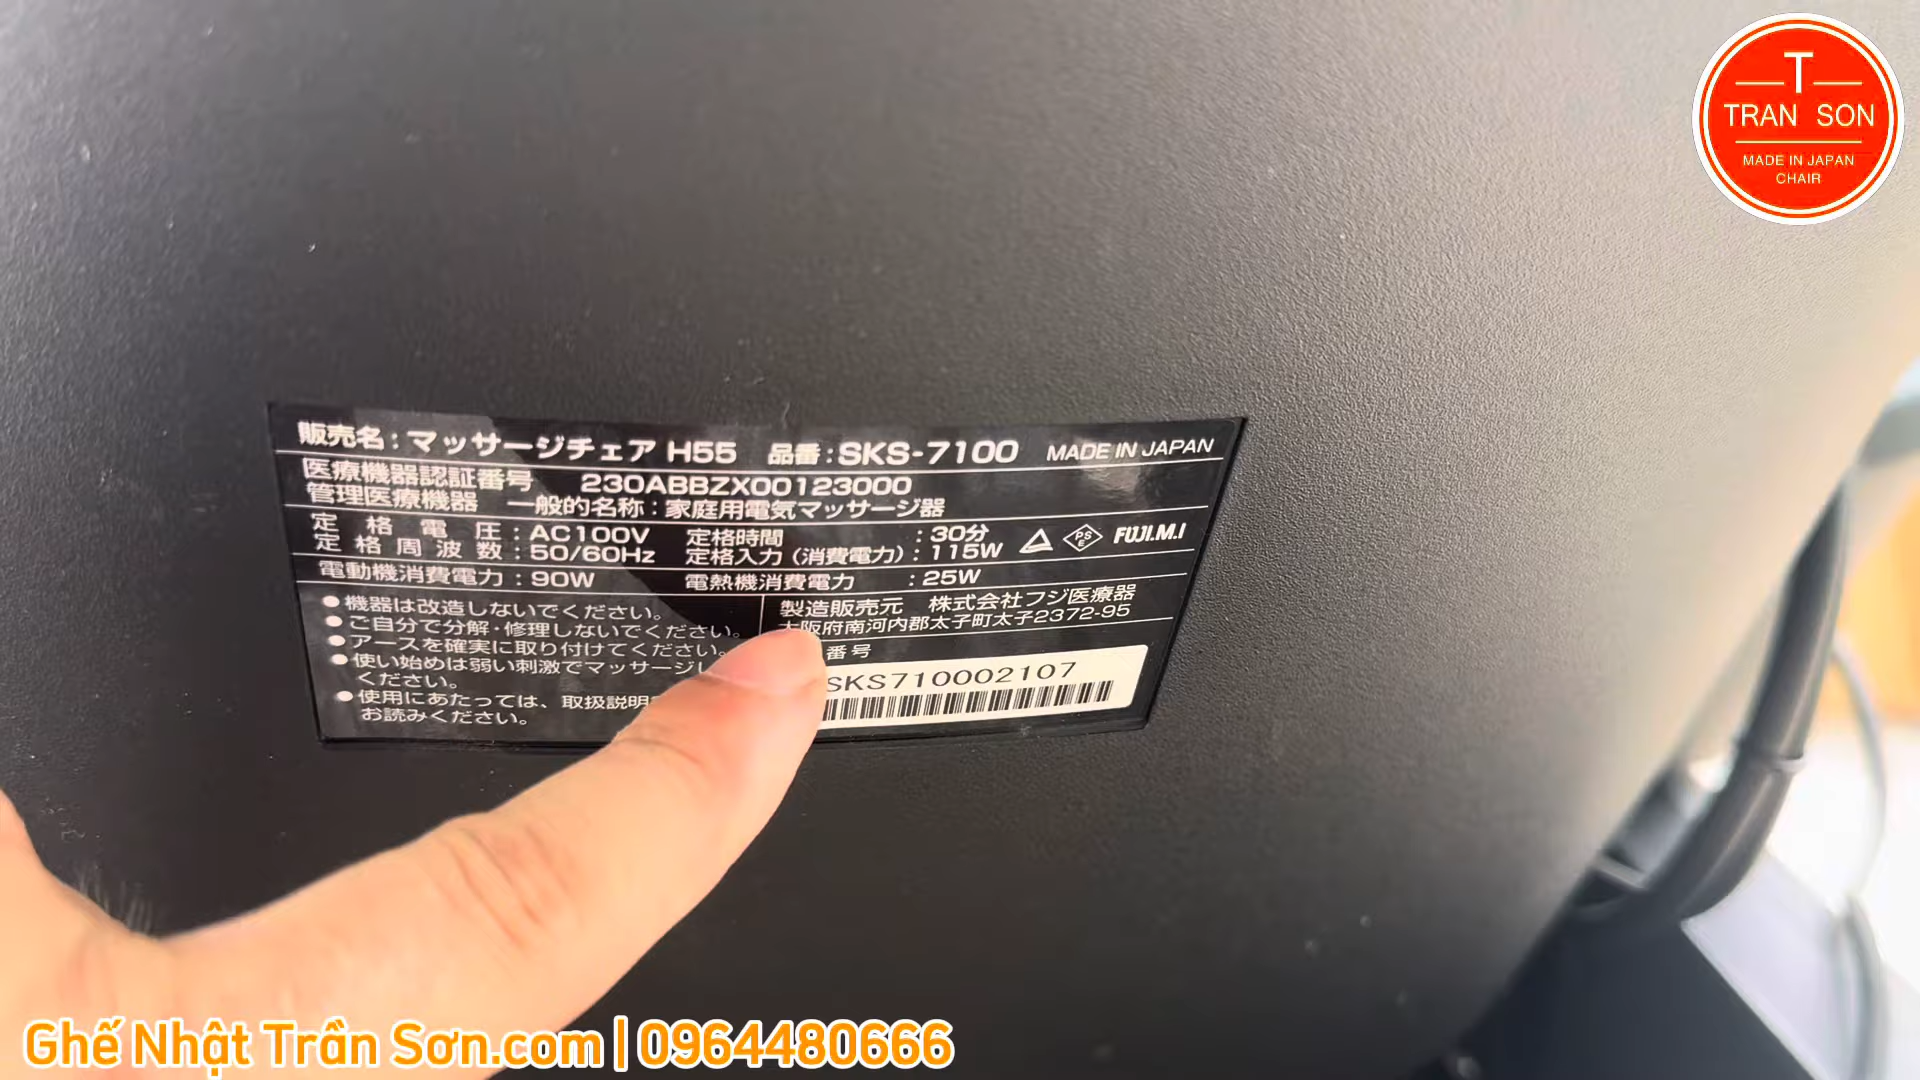 T
TRAN SON
MADE IN JAPAN
CHAIR
販売名：マッサージチェア H55 品番：SKS-7100 MADE IN JAPAN
医療機器認証番号 230ABBZX00123000
管理医療機器 一般的名称：家庭用電気マッサージ器
定格電圧：AC100V 定格時間：30分
定格周波数：50/60Hz 定格入力（消費電力）：115W PSE FUJI.M.I
電動機消費電力：90W 電熱機消費電力：25W
●機器は改造しないでください。
●ご自分で分解・修理しないでください。
●アースを確実に取り付けてください。
●使い始めは弱い刺激でマッサージし
ください。
●使用にあたっては、取扱説明
お読みください。
製造販売元 株式会社フジ医療器
大阪府南河内郡太子町太子2372-95
番号
SKS710002107
Ghế Nhật Trần Sơn.com | 0964480666